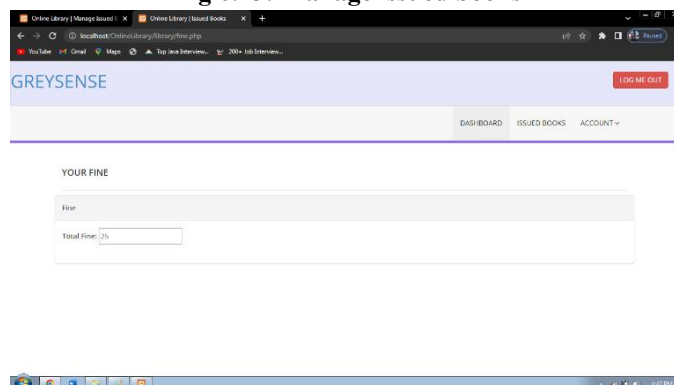 Online Library | Manage Issued
Online Library | Issued Books
localhost/OnlineLibrary/library/fine.php
Paused
YouTube
Gmail
Maps
Top Java Interview...
200+ Job Interview...
GREYSENSE
LOG ME OUT
DASHBOARD ISSUED BOOKS ACCOUNT
YOUR FINE
Fine
Total Fine: 25